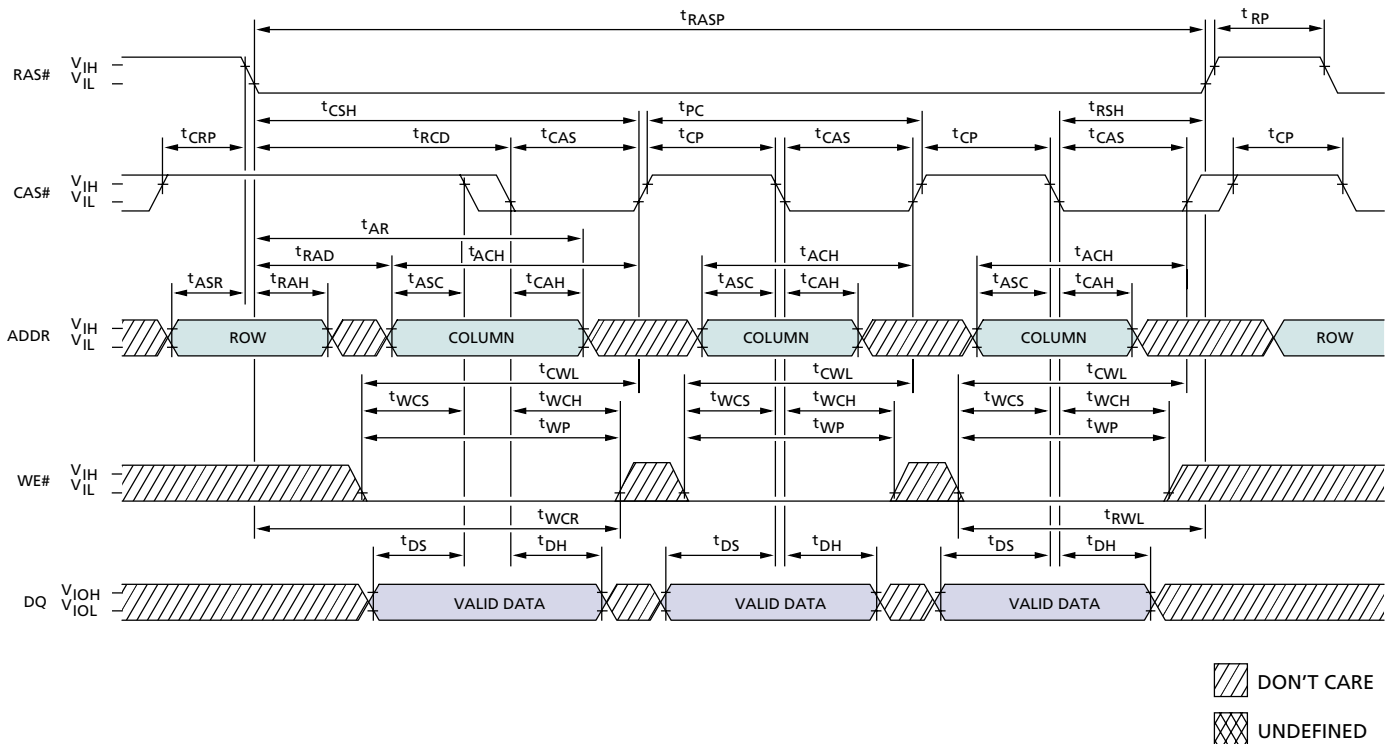 tRASP tRP
RAS# VIH
VIL
tCSH tPC tRSH
tCRP tRCD tCAS tCP tCAS tCP tCAS tCP
CAS# VIH
VIL
tAR
tRAD tACH tACH tACH
tASR tRAH tASC tCAH tASC tCAH tASC tCAH
ADDR VIH
VIL
ROW COLUMN COLUMN COLUMN ROW
tCWL tCWL tCWL
tWCS tWCH tWCS tWCH tWCS tWCH
tWP tWP tWP
WE# VIH
VIL
tWCR tRWL
tDS tDH tDS tDH tDS tDH
DQ VIOH
VIOL
VALID DATA VALID DATA VALID DATA
DON'T CARE
UNDEFINED